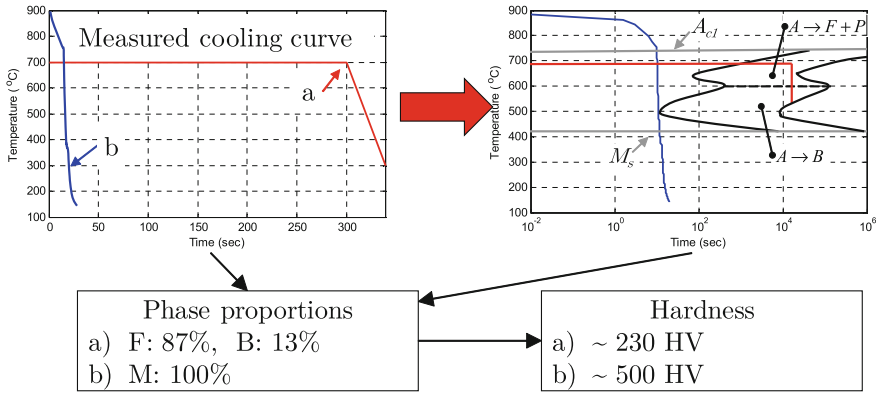 Measured cooling curve
a
b
900
800
700
600
500
400
300
200
100
0
50
100
150
200
250
300
Temperature ( °C)
Time (sec)
A_c1
A→F+P
M_s
A→B
900
800
700
600
500
400
300
200
100
10^-2
10^0
10^2
10^4
10^6
Temperature ( °C)
Time (sec)
Phase proportions
a) F: 87%, B: 13%
b) M: 100%
Hardness
a) ~ 230 HV
b) ~ 500 HV